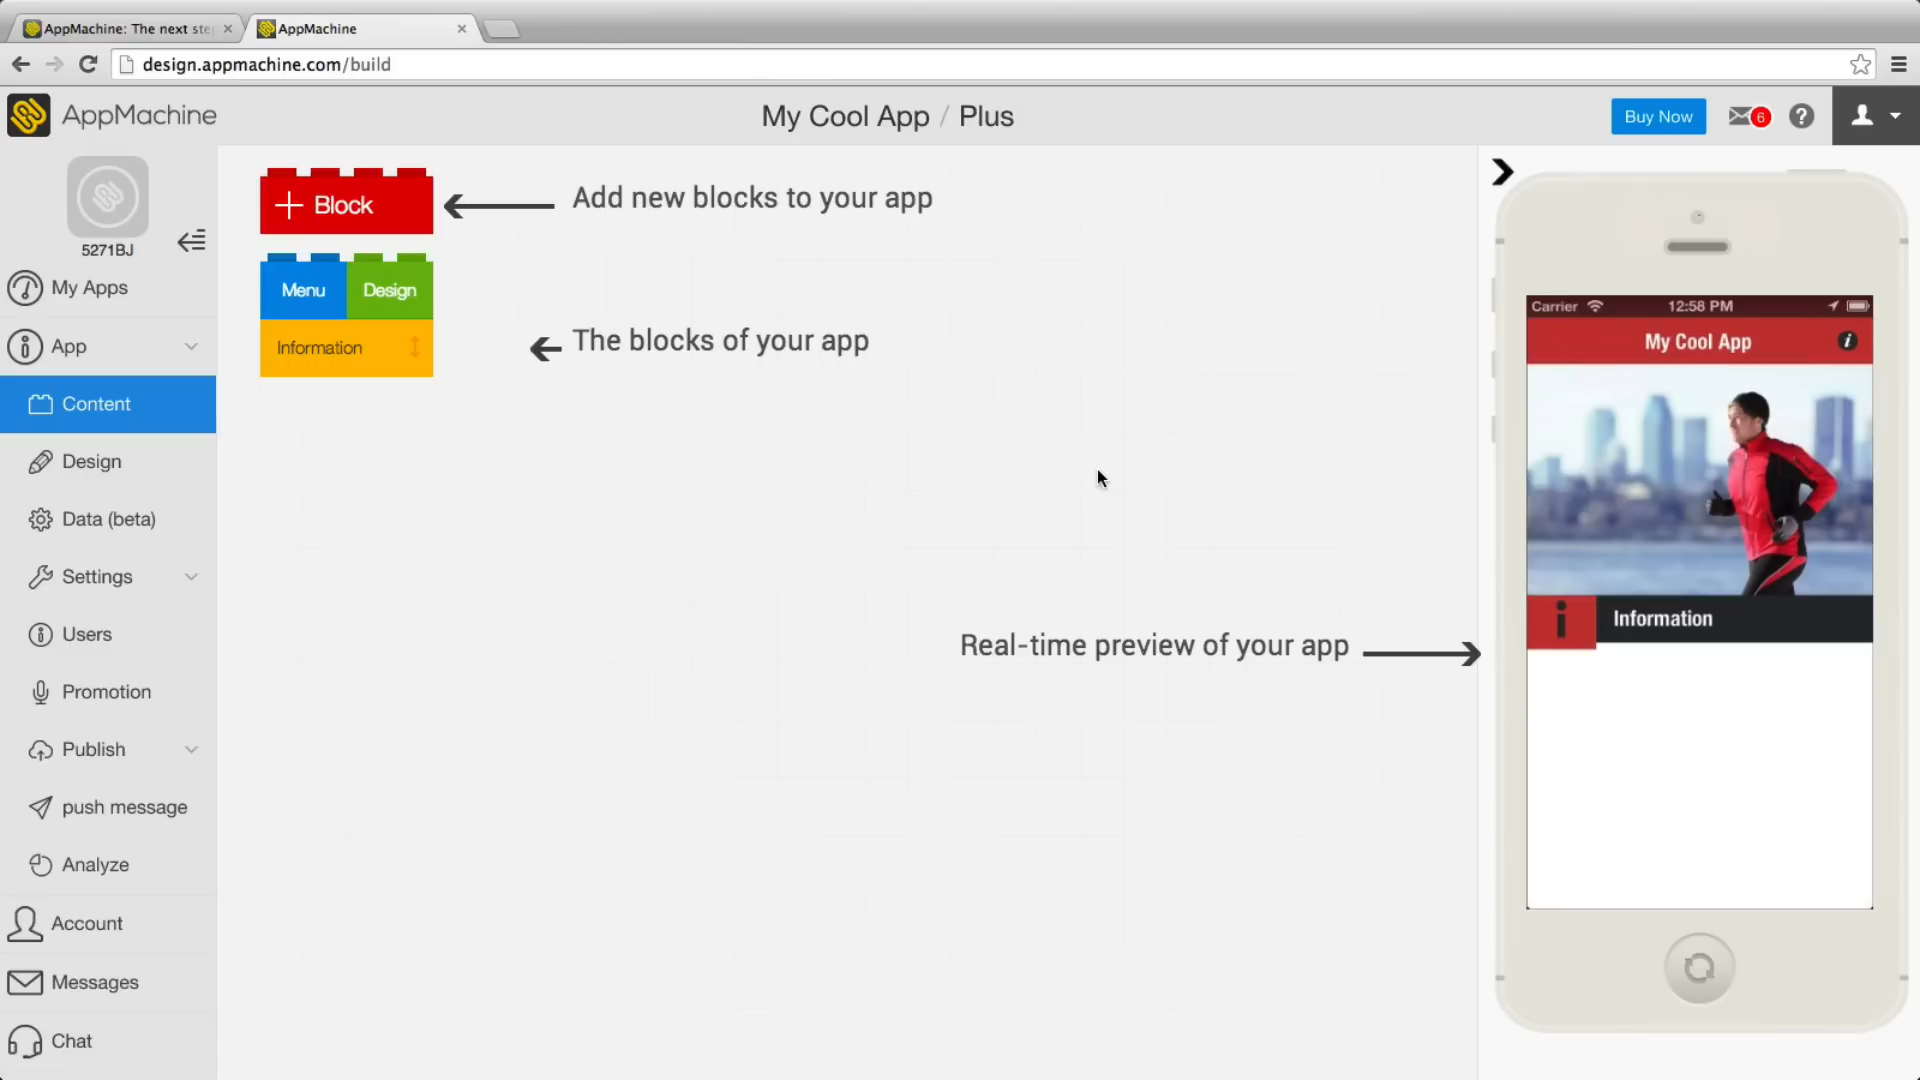 AppMachine: The next ste
AppMachine
design.appmachine.com/build
AppMachine
My Cool App / Plus
Buy Now
6
?
5271BJ
My Apps
App
Content
Design
Data (beta)
Settings
Users
Promotion
Publish
push message
Analyze
Account
Messages
Chat
+ Block
Add new blocks to your app
Menu
Design
Information
The blocks of your app
Real-time preview of your app
Carrier
12:58 PM
My Cool App
i
i
Information